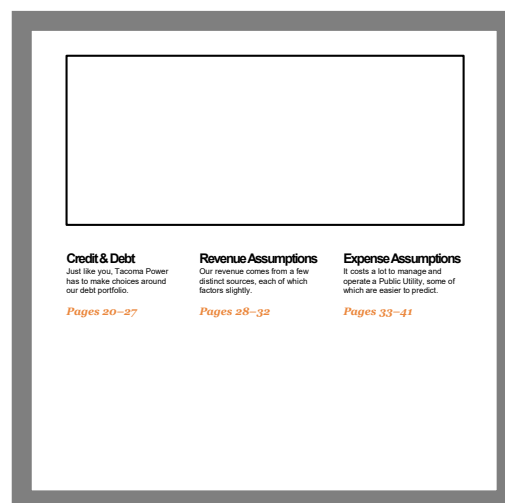 Credit & Debt
Just like you, Tacoma Power
has to make choices around
our debt portfolio.
Pages 20–27
Revenue Assumptions
Our revenue comes from a few
distinct sources, each of which
factors slightly.
Pages 28–32
Expense Assumptions
It costs a lot to manage and
operate a Public Utility, some of
which are easier to predict.
Pages 33–41